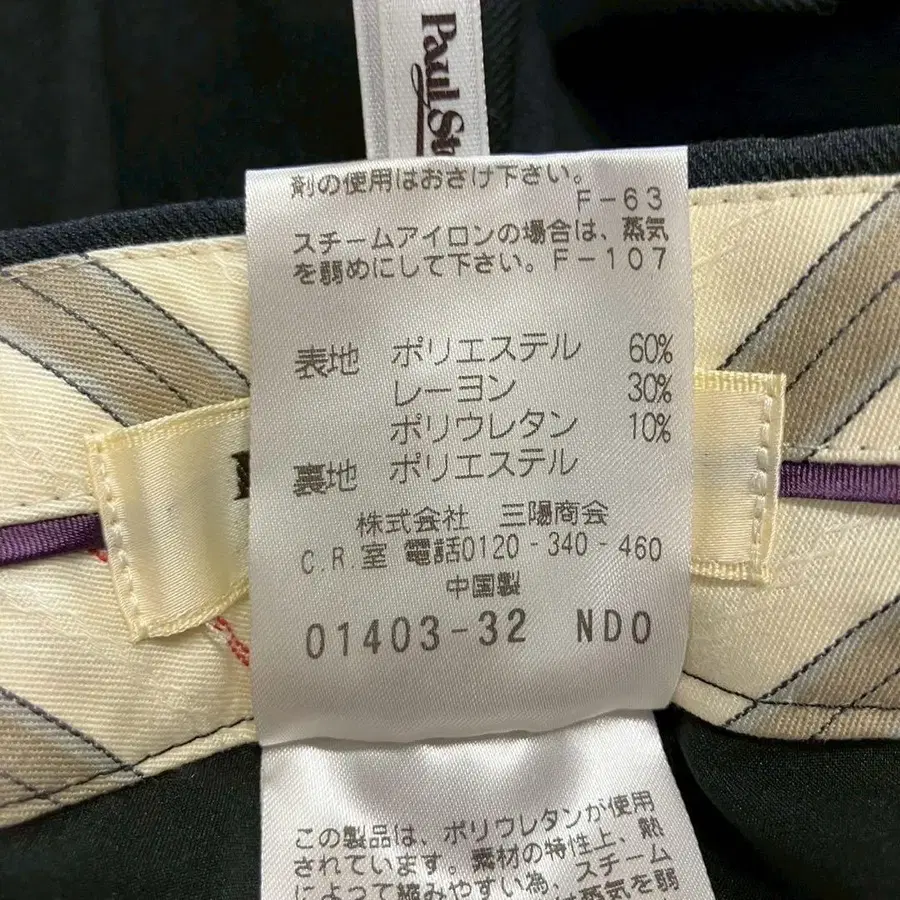 Paul St
剤の使用はおさけ下さい。
F-63
スチームアイロンの場合は、蒸気
を弱めにして下さい。F-107
表地 ポリエステル 60%
レーヨン 30%
ポリウレタン 10%
裏地 ポリエステル
株式会社 三陽商会
C.R.室 電話0120-340-460
中国製
01403-32 NDO
この製品は、ポリウレタンが使用
されています。素材の特性上、熱
によって縮みやすい為、スチーム
は蒸気を弱